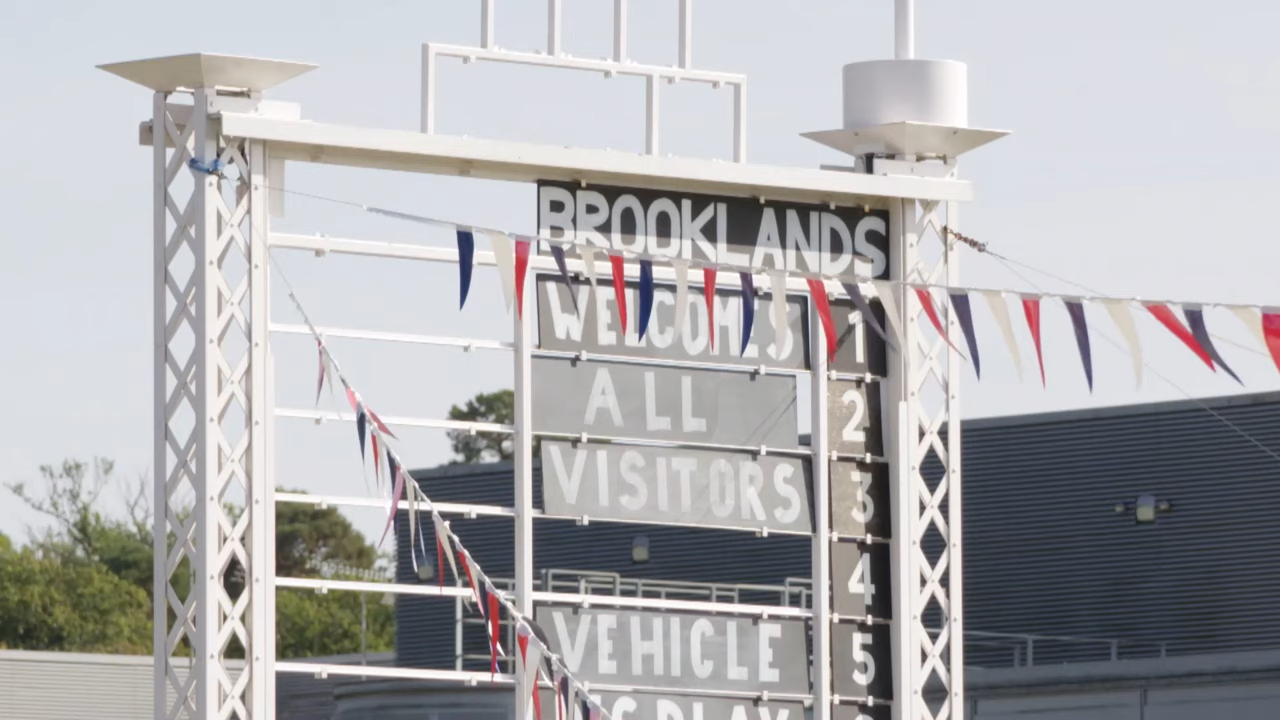 BROOKLANDS
WELCOMES 1
ALL 2
VISITORS 3
4
VEHICLE 5